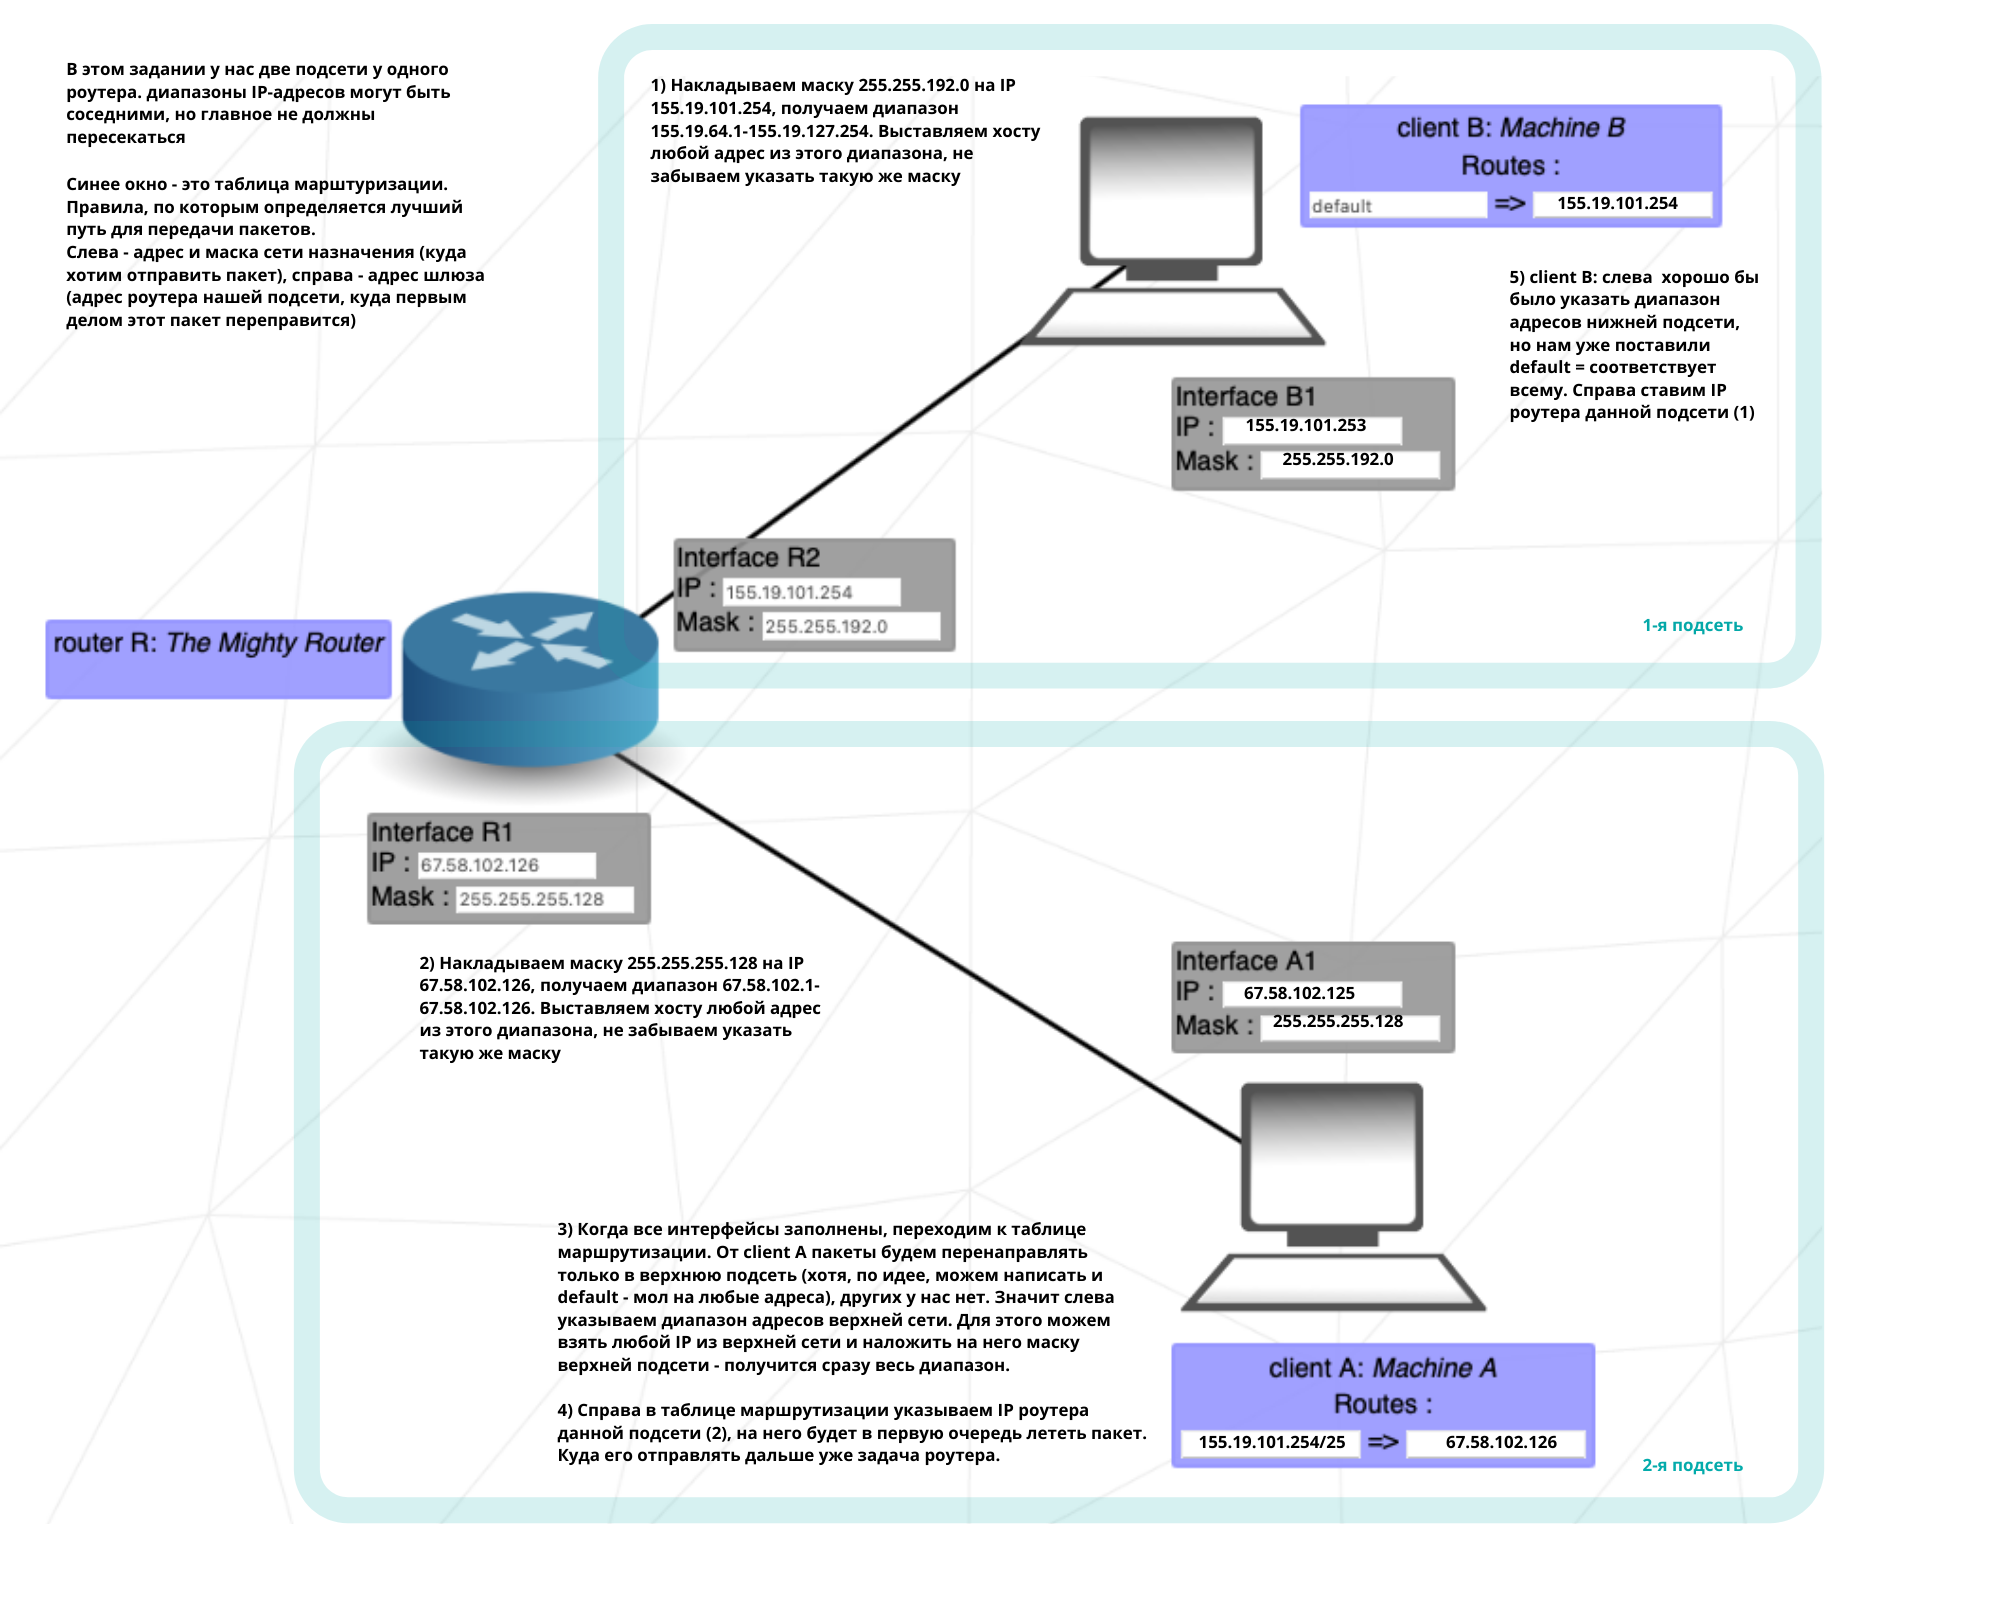 В этом задании у нас две подсети у одного
роутера. диапазоны IP-адресов могут быть
соседними, но главное не должны
пересекаться
Синее окно - это таблица марштуризации.
Правила, по которым определяется лучший
путь для передачи пакетов.
Слева - адрес и маска сети назначения (куда
хотим отправить пакет), справа - адрес шлюза
(адрес роутера нашей подсети, куда первым
делом этот пакет переправится)
1) Накладываем маску 255.255.192.0 на IP
155.19.101.254, получаем диапазон
155.19.64.1-155.19.127.254. Выставляем хосту
любой адрес из этого диапазона, не
забываем указать такую же маску
client B: Machine B
Routes :
default => 155.19.101.254
5) client B: слева  хорошо бы
было указать диапазон
адресов нижней подсети,
но нам уже поставили
default = соответствует
всему. Справа ставим IP
роутера данной подсети (1)
Interface B1
IP : 155.19.101.253
Mask : 255.255.192.0
Interface R2
IP : 155.19.101.254
Mask : 255.255.192.0
1-я подсеть
router R: The Mighty Router
Interface R1
IP : 67.58.102.126
Mask : 255.255.255.128
2) Накладываем маску 255.255.255.128 на IP
67.58.102.126, получаем диапазон 67.58.102.1-
67.58.102.126. Выставляем хосту любой адрес
из этого диапазона, не забываем указать
такую же маску
Interface A1
IP : 67.58.102.125
Mask : 255.255.255.128
3) Когда все интерфейсы заполнены, переходим к таблице
маршрутизации. От client A пакеты будем перенаправлять
только в верхнюю подсеть (хотя, по идее, можем написать и
default - мол на любые адреса), других у нас нет. Значит слева
указываем диапазон адресов верхней сети. Для этого можем
взять любой IP из верхней сети и наложить на него маску
верхней подсети - получится сразу весь диапазон.
4) Справа в таблице маршрутизации указываем IP роутера
данной подсети (2), на него будет в первую очередь лететь пакет.
Куда его отправлять дальше уже задача роутера.
client A: Machine A
Routes :
155.19.101.254/25 => 67.58.102.126
2-я подсеть